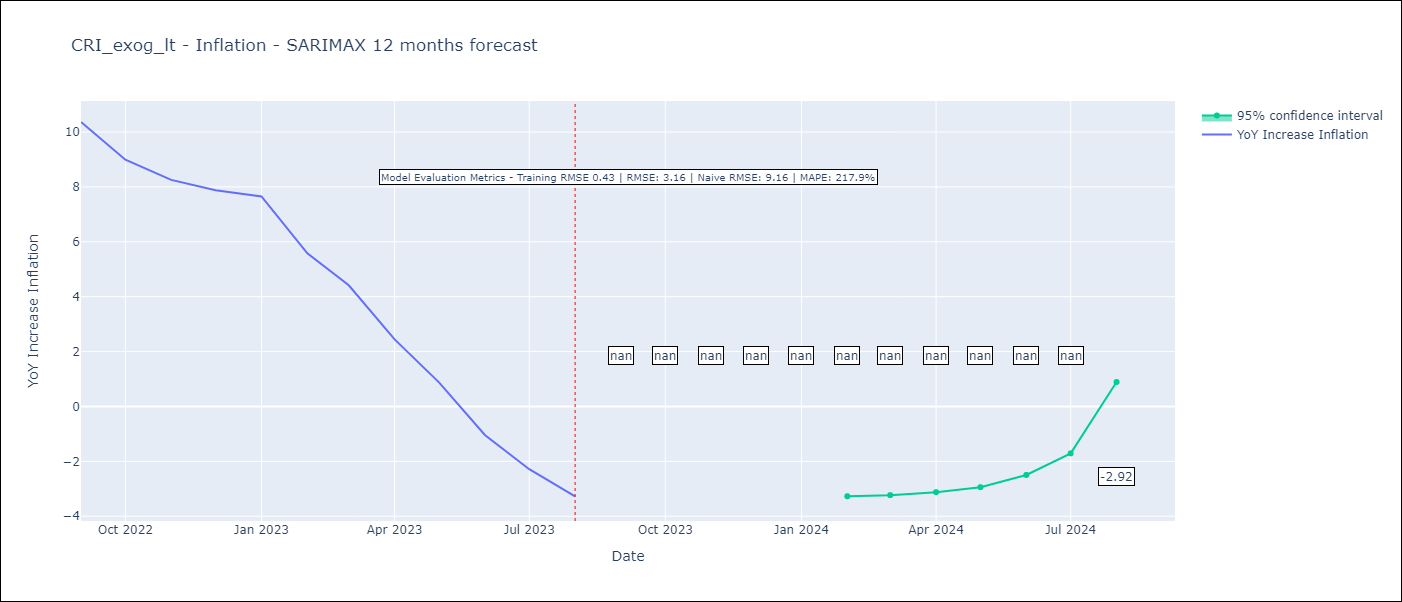 CRI_exog_lt - Inflation - SARIMAX 12 months forecast
95% confidence interval
YoY Increase Inflation
Model Evaluation Metrics - Training RMSE 0.43 | RMSE: 3.16 | Naive RMSE: 9.16 | MAPE: 217.9%
YoY Increase Inflation
10
8
6
4
2
0
−2
−4
nan nan nan nan nan nan nan nan nan nan nan
-2.92
Oct 2022 Jan 2023 Apr 2023 Jul 2023 Oct 2023 Jan 2024 Apr 2024 Jul 2024
Date